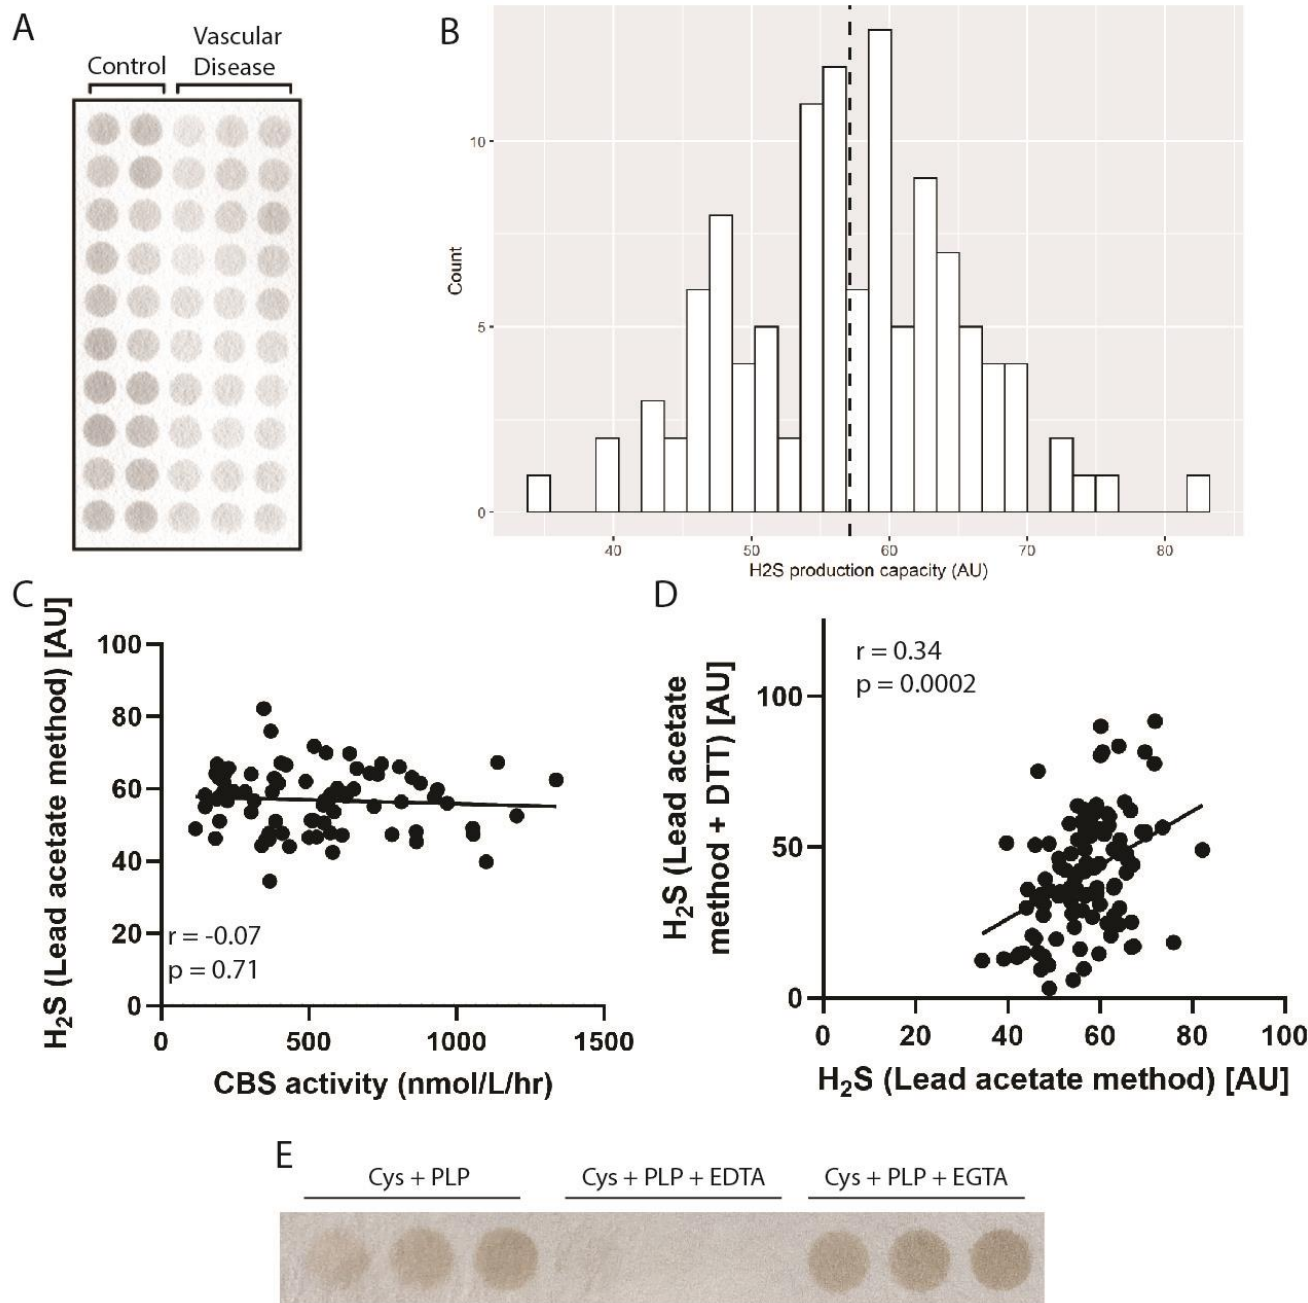 A
Control
Vascular
Disease
B
Count
10
5
0
40 50 60 70 80
H2S production capacity (AU)
C
H₂S (Lead acetate method) [AU]
100
80
60
40
20
0
r = -0.07
p = 0.71
0 500 1000 1500
CBS activity (nmol/L/hr)
D
H₂S (Lead acetate
method + DTT) [AU]
r = 0.34
p = 0.0002
100
50
0
0 20 40 60 80 100
H₂S (Lead acetate method) [AU]
E
Cys + PLP
Cys + PLP + EDTA
Cys + PLP + EGTA